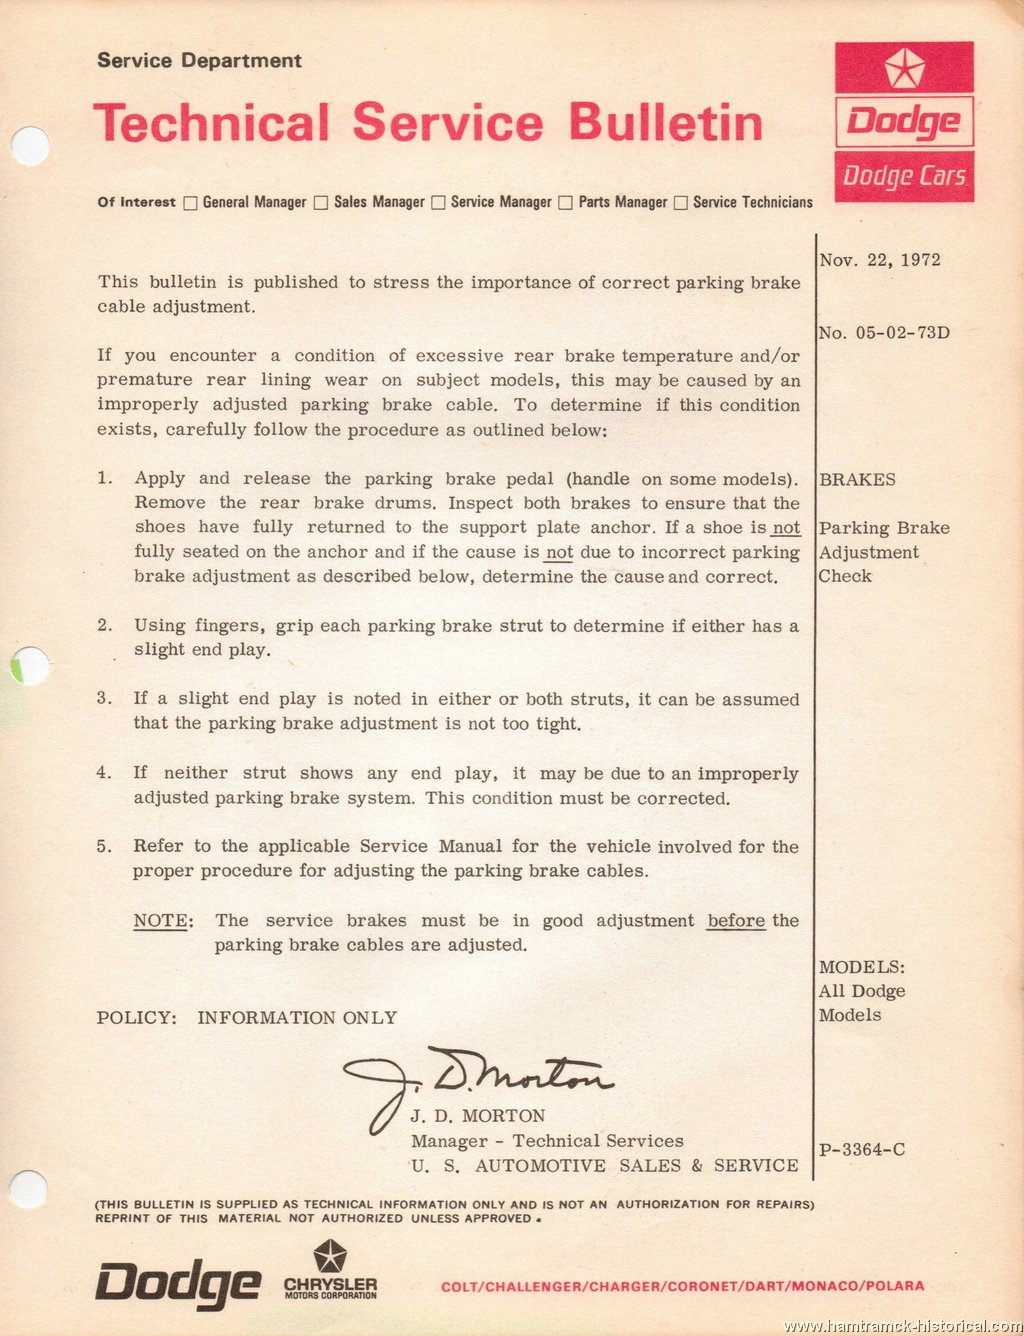 Service Department
Technical Service Bulletin
Dodge
Dodge Cars
Of Interest General Manager Sales Manager Service Manager Parts Manager Service Technicians
Nov. 22, 1972
This bulletin is published to stress the importance of correct parking brake
cable adjustment.
No. 05-02-73D
If you encounter a condition of excessive rear brake temperature and/or
premature rear lining wear on subject models, this may be caused by an
improperly adjusted parking brake cable. To determine if this condition
exists, carefully follow the procedure as outlined below:
1. Apply and release the parking brake pedal (handle on some models).
Remove the rear brake drums. Inspect both brakes to ensure that the
shoes have fully returned to the support plate anchor. If a shoe is not
fully seated on the anchor and if the cause is not due to incorrect parking
brake adjustment as described below, determine the cause and correct.
BRAKES
Parking Brake
Adjustment
Check
2. Using fingers, grip each parking brake strut to determine if either has a
slight end play.
3. If a slight end play is noted in either or both struts, it can be assumed
that the parking brake adjustment is not too tight.
4. If neither strut shows any end play, it may be due to an improperly
adjusted parking brake system. This condition must be corrected.
5. Refer to the applicable Service Manual for the vehicle involved for the
proper procedure for adjusting the parking brake cables.
NOTE: The service brakes must be in good adjustment before the
parking brake cables are adjusted.
MODELS:
All Dodge
Models
POLICY: INFORMATION ONLY
J. D. Morton
J. D. MORTON
Manager - Technical Services
U. S. AUTOMOTIVE SALES & SERVICE
P-3364-C
(THIS BULLETIN IS SUPPLIED AS TECHNICAL INFORMATION ONLY AND IS NOT AN AUTHORIZATION FOR REPAIRS)
REPRINT OF THIS MATERIAL NOT AUTHORIZED UNLESS APPROVED.
Dodge
CHRYSLER
MOTORS CORPORATION
COLT/CHALLENGER/CHARGER/CORONET/DART/MONACO/POLARA
www.hamtramck-historical.com